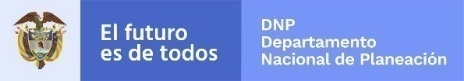 El futuro
es de todos
DNP
Departamento
Nacional de Planeación